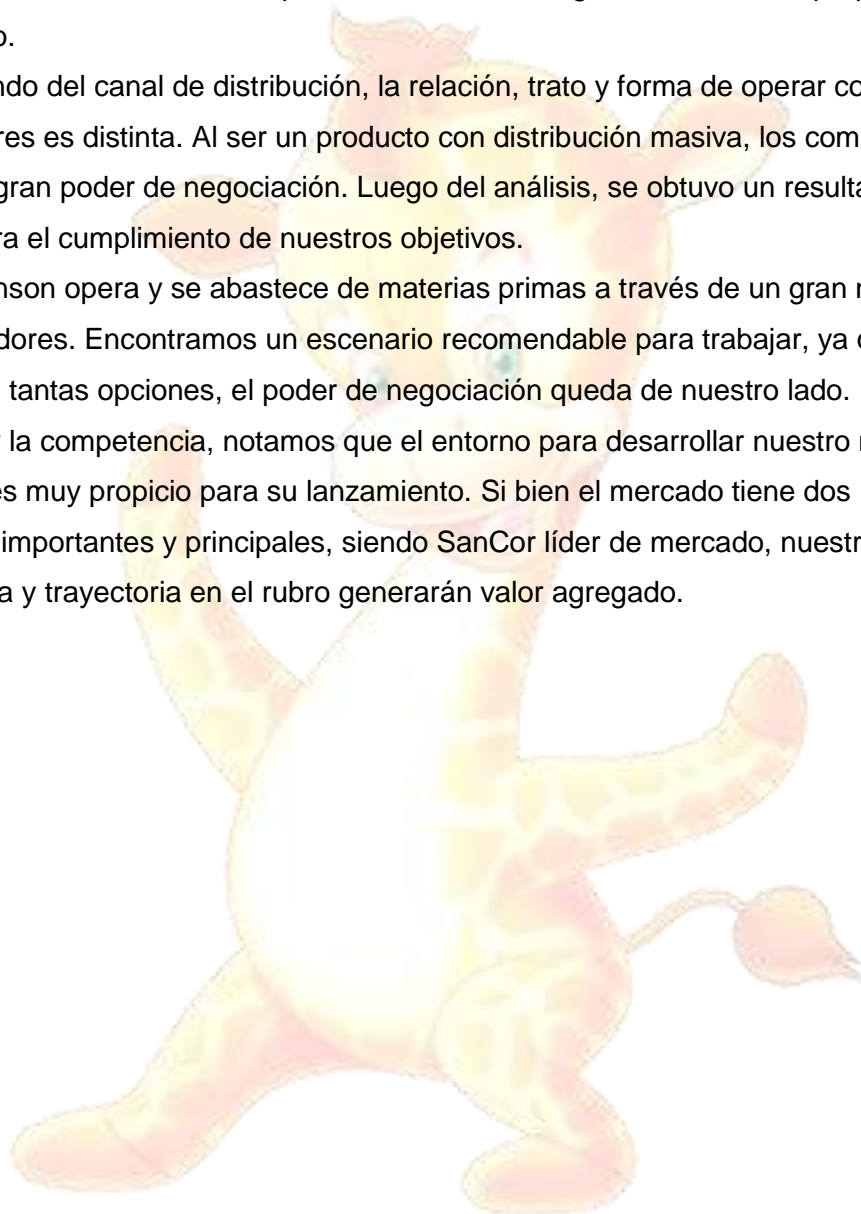 o.
ndo del canal de distribución, la relación, trato y forma de operar co
res es distinta. Al ser un producto con distribución masiva, los com
gran poder de negociación. Luego del análisis, se obtuvo un resulta
ra el cumplimiento de nuestros objetivos.
nson opera y se abastece de materias primas a través de un gran
dores. Encontramos un escenario recomendable para trabajar, ya
tantas opciones, el poder de negociación queda de nuestro lado.
la competencia, notamos que el entorno para desarrollar nuestro
es muy propicio para su lanzamiento. Si bien el mercado tiene dos
importantes y principales, siendo SanCor líder de mercado, nuestr
a y trayectoria en el rubro generarán valor agregado.